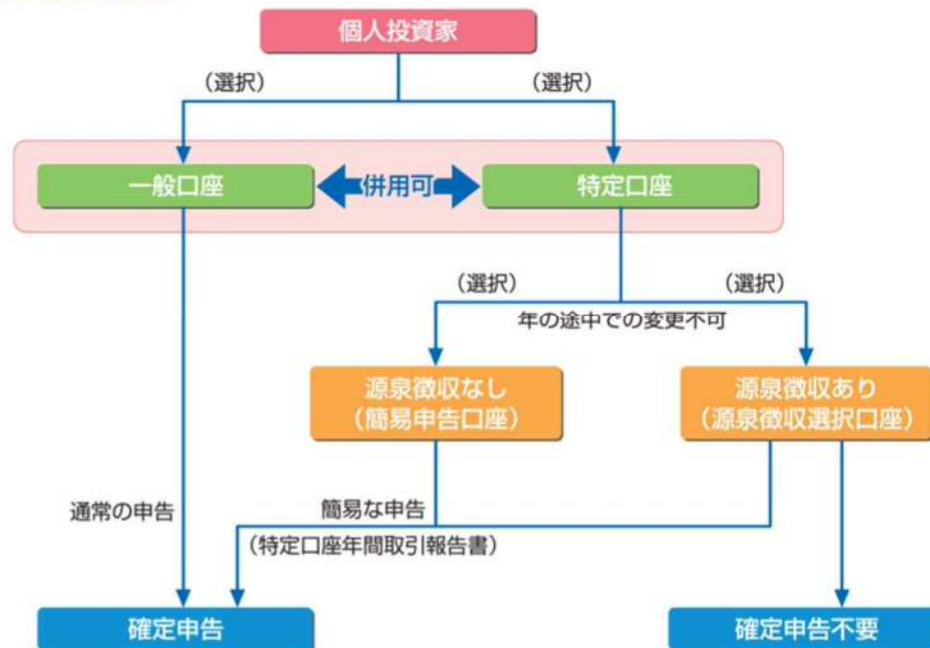 個人投資家
(選択)
(選択)
一般口座
併用可
特定口座
(選択)
(選択)
年の途中での変更不可
源泉徴収なし
(簡易申告口座)
源泉徴収あり
(源泉徴収選択口座)
通常の申告
簡易な申告
(特定口座年間取引報告書)
確定申告
確定申告不要